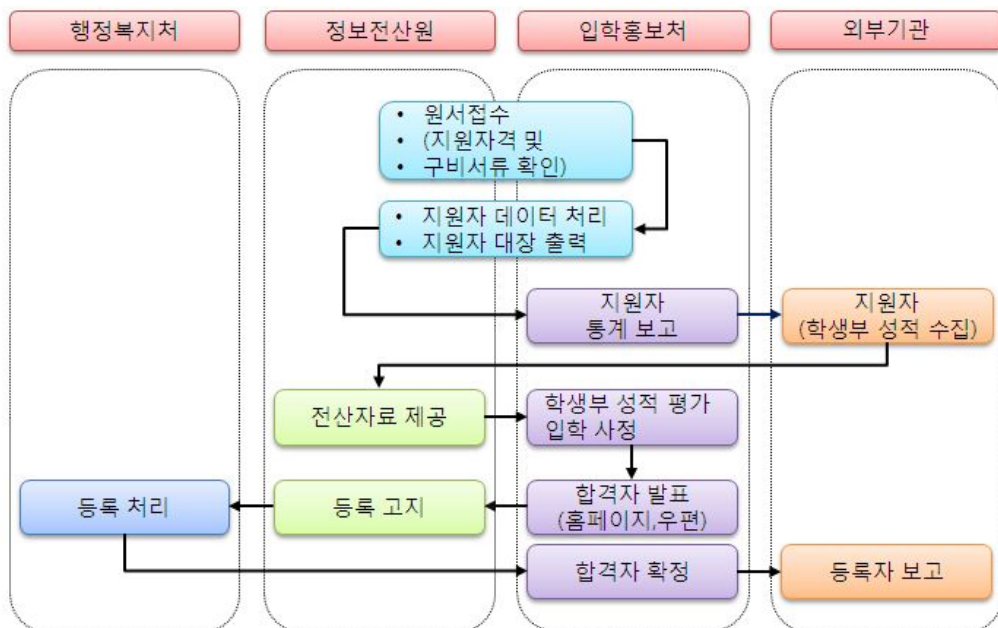 행정복지처
정보전산원
입학홍보처
외부기관
• 원서접수
• (지원자격 및
• 구비서류 확인)
• 지원자 데이터 처리
• 지원자 대장 출력
지원자
통계 보고
지원자
(학생부 성적 수집)
전산자료 제공
학생부 성적 평가
입학 사정
등록 처리
등록 고지
합격자 발표
(홈페이지,우편)
합격자 확정
등록자 보고